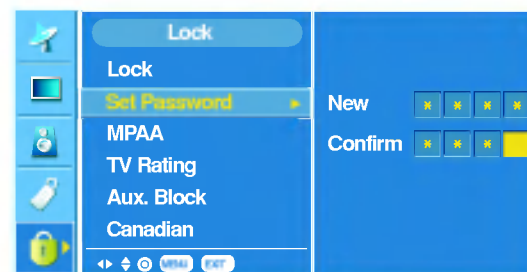 Lock
Lock
Set Password
MPAA
TV Rating
Aux. Block
Canadian
MENU EXIT
New * * * *
Confirm * * *